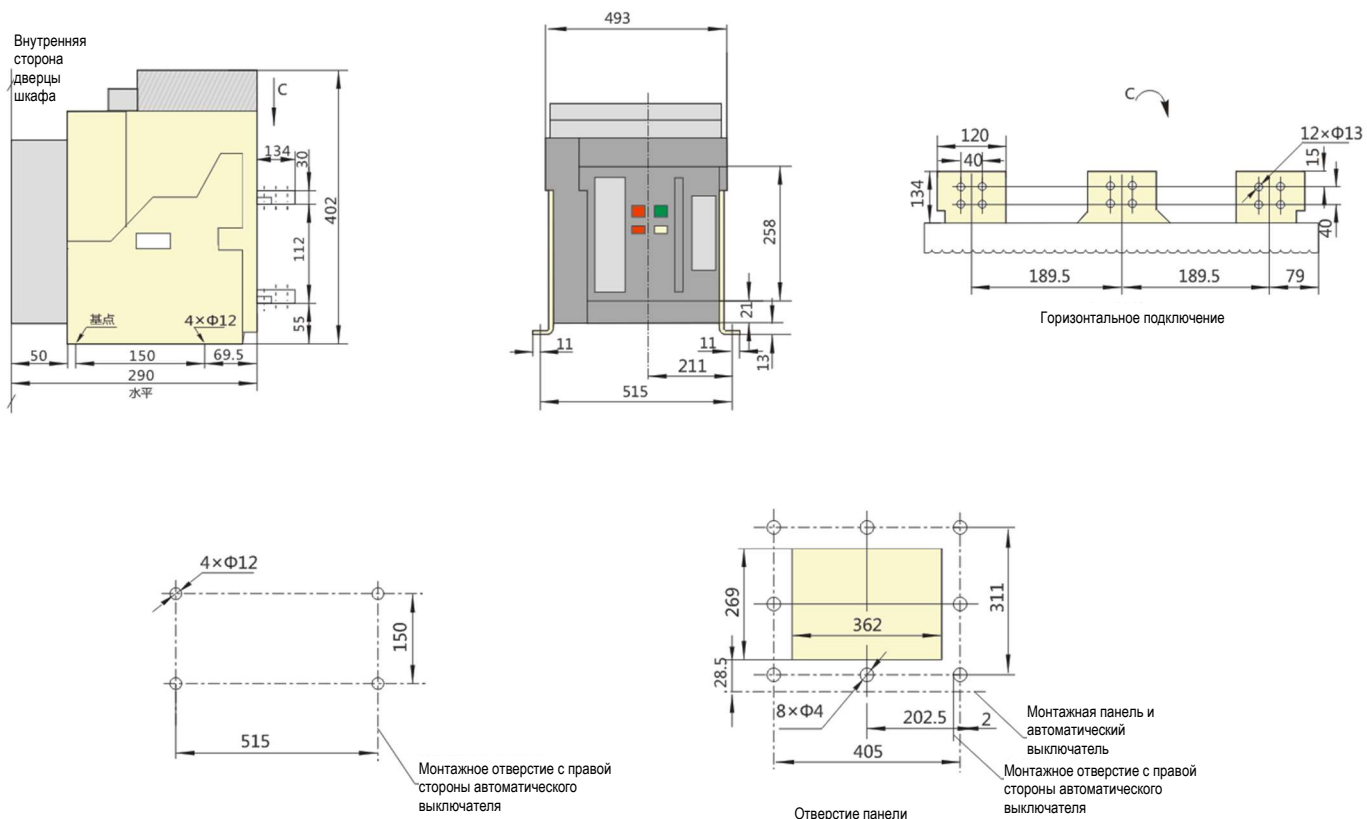 Внутренняя
сторона
дверцы
шкафа
C
134
30
402
112
55
基点
4×Φ12
50
150
69.5
290
水平
493
258
21
11
11
13
211
515
C
120
40
12×Φ13
15
134
40
189.5
189.5
79
Горизонтальное подключение
4×Φ12
150
515
Монтажное отверстие с правой
стороны автоматического
выключателя
269
362
311
28.5
8×Φ4
202.5
2
405
Монтажная панель и
автоматический
выключатель
Монтажное отверстие с правой
стороны автоматического
выключателя
Отверстие панели